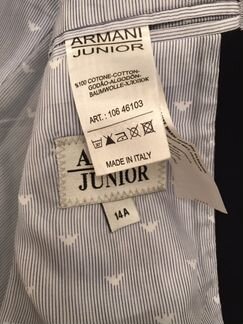 ARMANI
JUNIOR
%100 COTONE-COTTON-
GODÃO-ALGODÓN-
BAUMWOLLE-ХЛОПОК
ART.: 106 46103
MADE IN ITALY
A
JUNIOR
14A